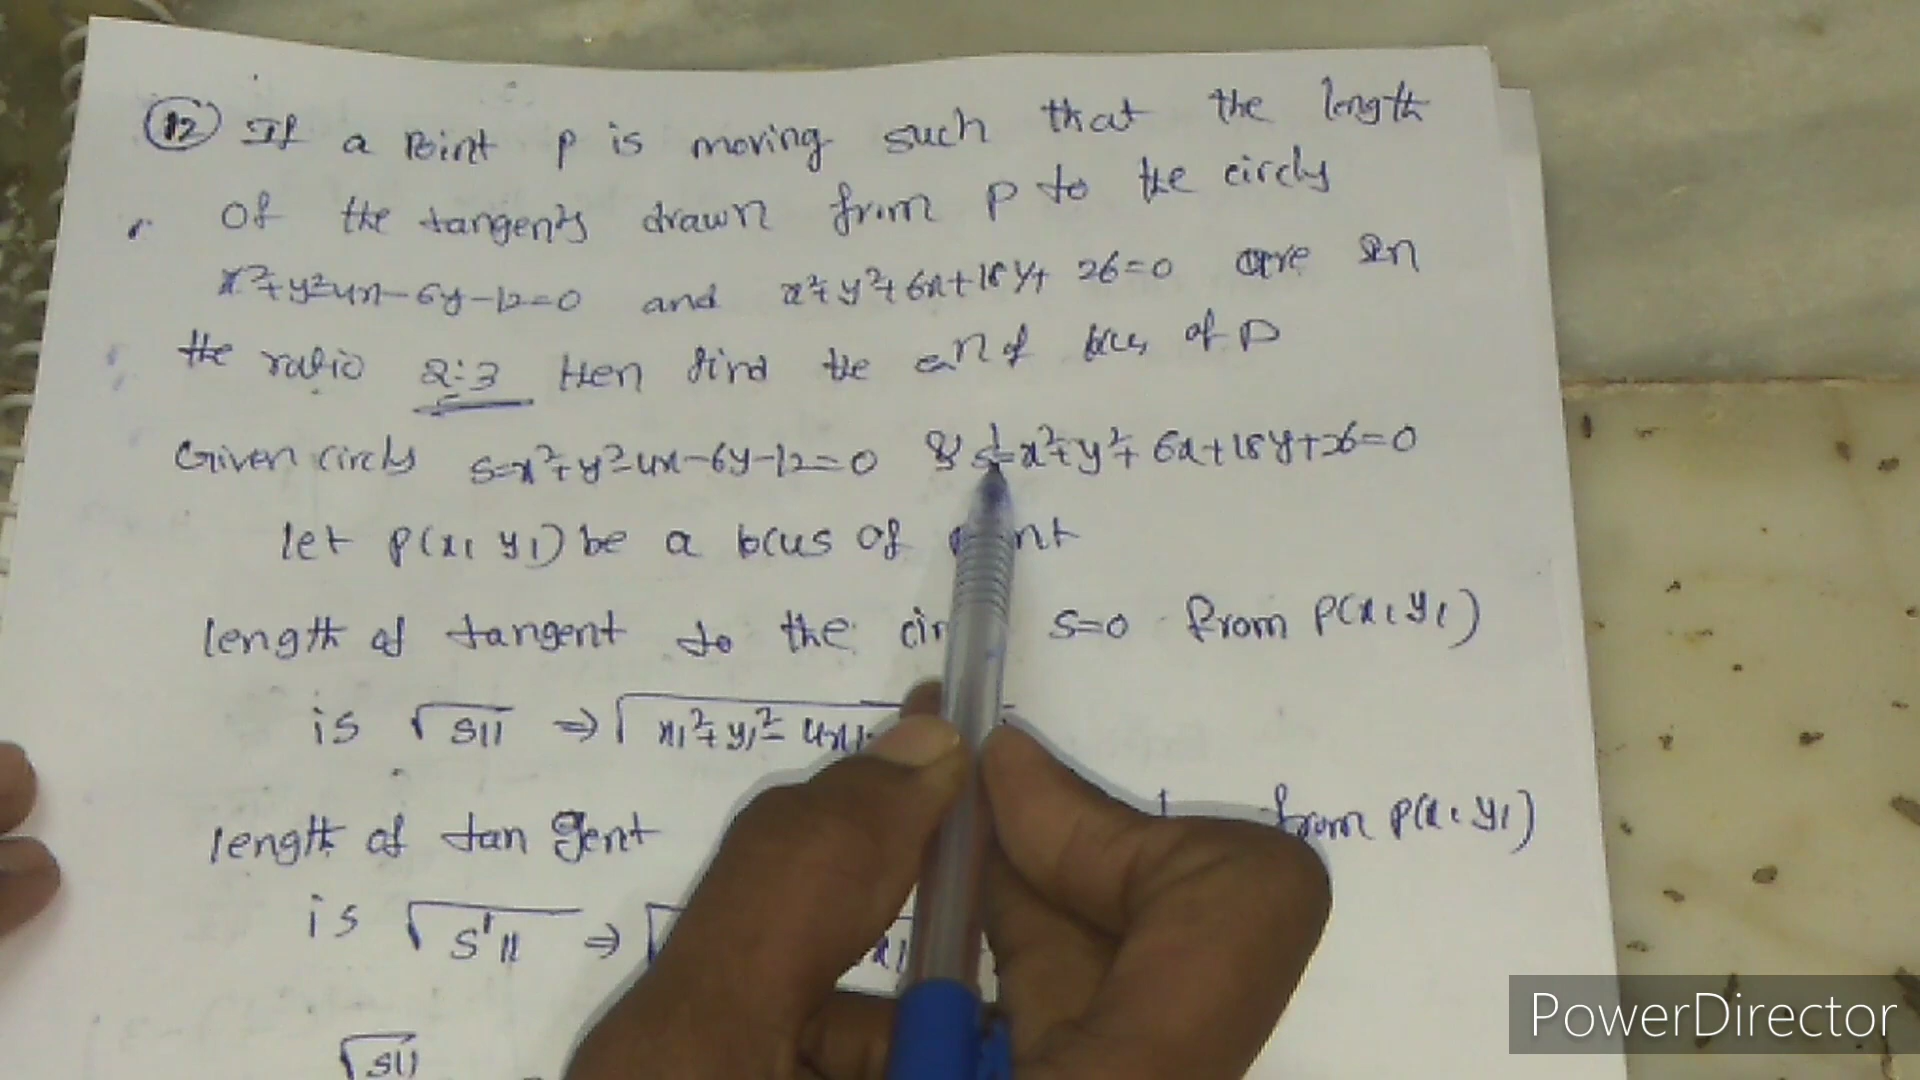 12 If a Point P is moving such that the length
of the tangents drawn from P to the circles
x²+y²-4x-6y-12=0 and x²+y²+6x+18y+26=0 are in
the ratio 2:3 then find the eqn of locus of P
Given circles S=x²+y²-4x-6y-12=0 & S'=x²+y²+6x+18y+26=0
let P(x1 y1) be a locus of
length of tangent to the S=0 from P(x1 y1)
is √S11 ⇒ √x1²+y1²-4x1
length of tangent from P(x1 y1)
is √S'11 ⇒ √ x1
√S11
PowerDirector